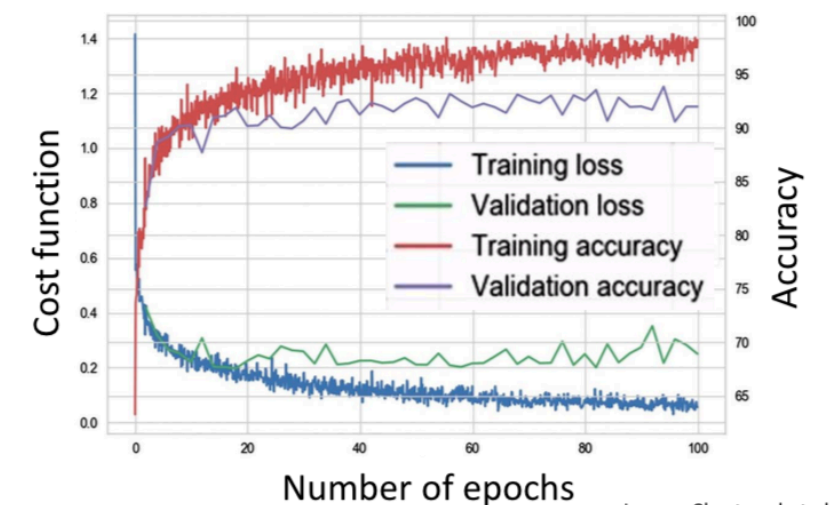 Cost function
1.4
1.2
1.0
0.8
0.6
0.4
0.2
0.0
Training loss
Validation loss
Training accuracy
Validation accuracy
100
95
90
85
80
75
70
65
Accuracy
0 20 40 60 80 100
Number of epochs